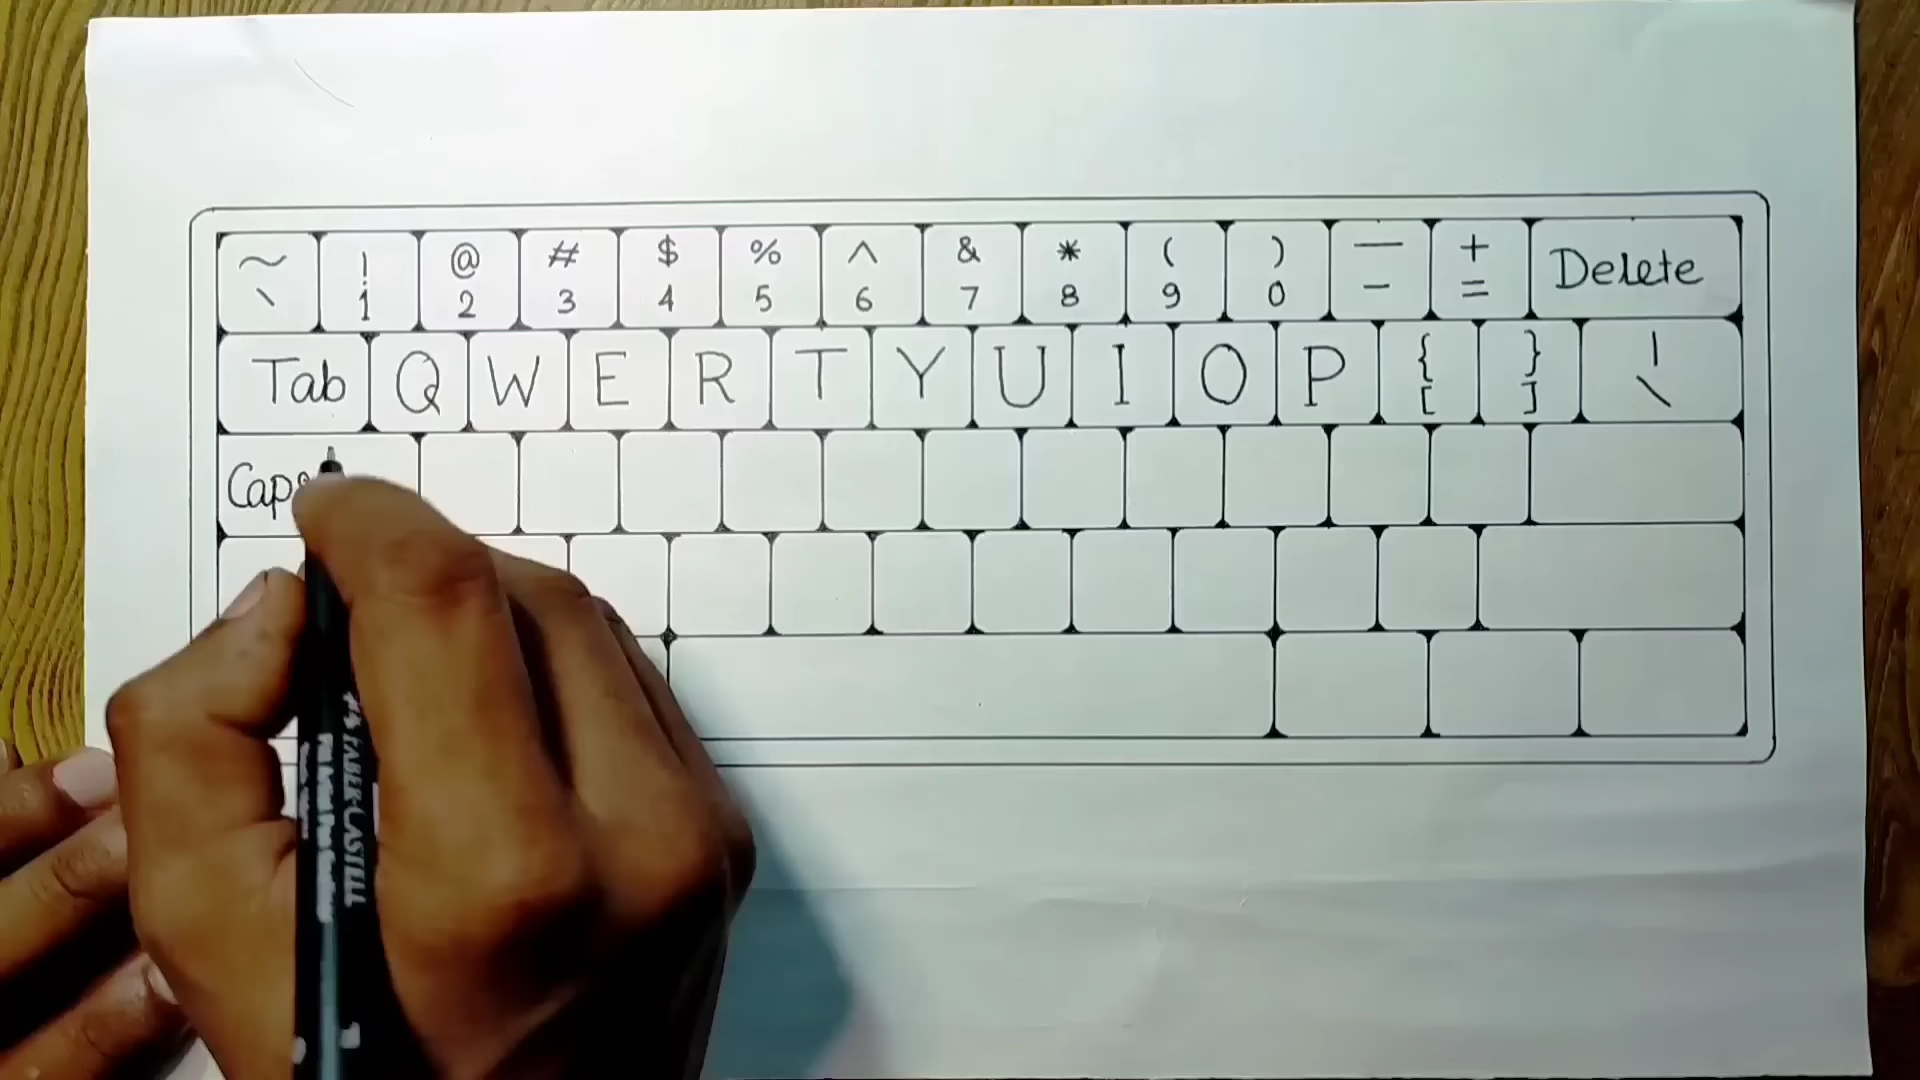 ~ ! @ # $ % ^ & * ( ) — + Delete
` 1 2 3 4 5 6 7 8 9 0 - =
Tab Q W E R T Y U I O P { } |
[ ] \
Caps
FABER-CASTELL